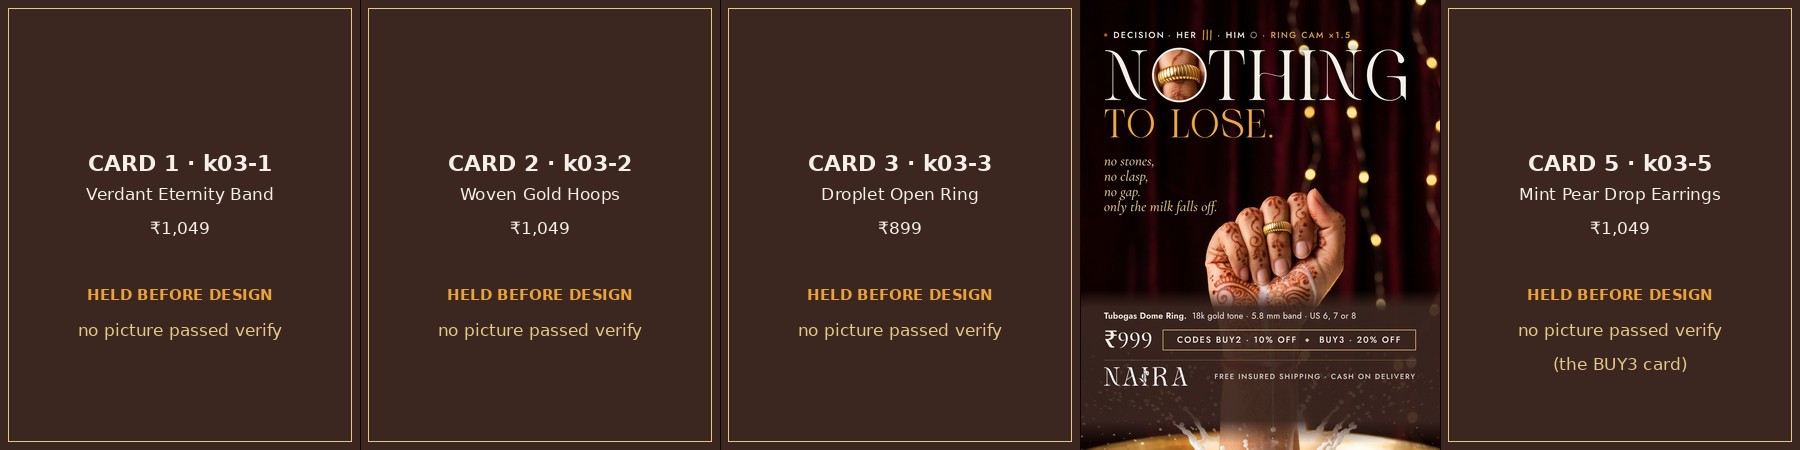 CARD 1 · k03-1
Verdant Eternity Band
₹1,049
HELD BEFORE DESIGN
no picture passed verify
CARD 2 · k03-2
Woven Gold Hoops
₹1,049
HELD BEFORE DESIGN
no picture passed verify
CARD 3 · k03-3
Droplet Open Ring
₹899
HELD BEFORE DESIGN
no picture passed verify
• DECISION · HER ||| · HIM ○ · RING CAM ×1.5
NOTHING
TO LOSE.
no stones,
no clasp,
no gap.
only the milk falls off.
Tubogas Dome Ring. 18k gold tone · 5.8 mm band · US 6, 7 or 8
₹999 CODES BUY2 · 10% OFF ◆ BUY3 · 20% OFF
NAIRA FREE INSURED SHIPPING · CASH ON DELIVERY
CARD 5 · k03-5
Mint Pear Drop Earrings
₹1,049
HELD BEFORE DESIGN
no picture passed verify
(the BUY3 card)